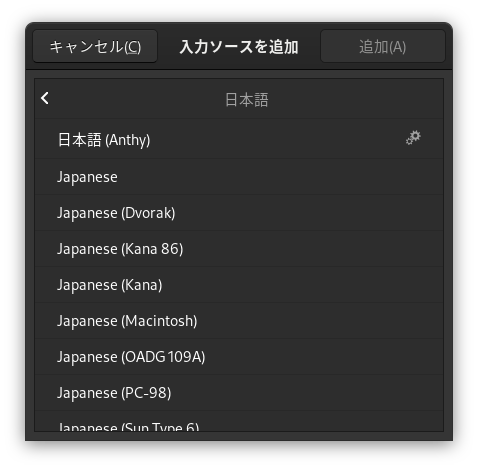 キャンセル(C) 入力ソースを追加 追加(A)
日本語
日本語 (Anthy)
Japanese
Japanese (Dvorak)
Japanese (Kana 86)
Japanese (Kana)
Japanese (Macintosh)
Japanese (OADG 109A)
Japanese (PC-98)
Japanese (Sun Type 6)